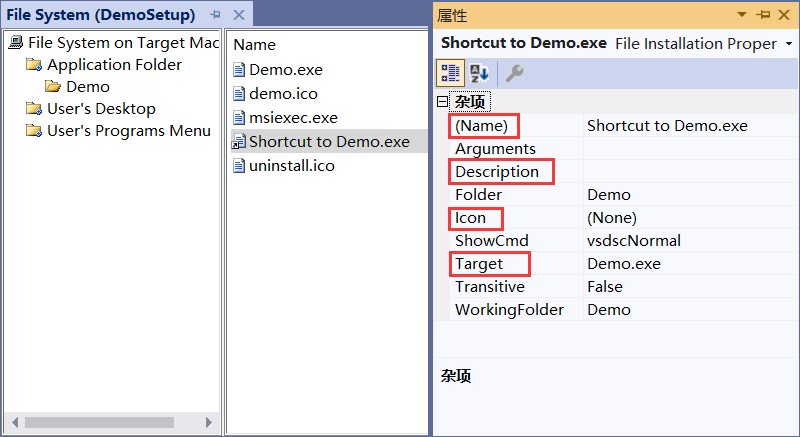 File System (DemoSetup)
File System on Target Mac
Application Folder
Demo
User's Desktop
User's Programs Menu
Name
Demo.exe
demo.ico
msiexec.exe
Shortcut to Demo.exe
uninstall.ico
属性
Shortcut to Demo.exe File Installation Proper
杂项
(Name) Shortcut to Demo.exe
Arguments
Description
Folder Demo
Icon (None)
ShowCmd vsdscNormal
Target Demo.exe
Transitive False
WorkingFolder Demo
杂项